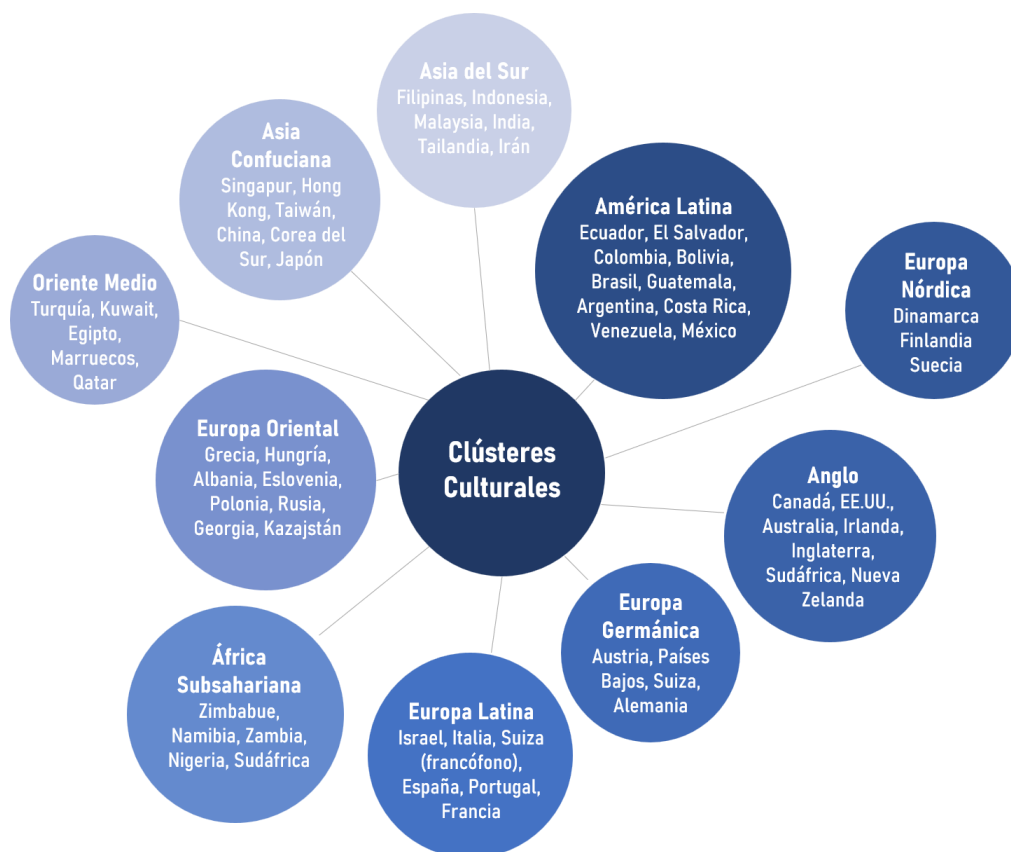 Asia del Sur
Filipinas, Indonesia,
Malaysia, India,
Tailandia, Irán
Asia
Confuciana
Singapur, Hong
Kong, Taiwán,
China, Corea del
Sur, Japón
América Latina
Ecuador, El Salvador,
Colombia, Bolivia,
Brasil, Guatemala,
Argentina, Costa Rica,
Venezuela, México
Europa
Nórdica
Dinamarca
Finlandia
Suecia
Oriente Medio
Turquía, Kuwait,
Egipto,
Marruecos,
Qatar
Europa Oriental
Grecia, Hungría,
Albania, Eslovenia,
Polonia, Rusia,
Georgia, Kazajstán
Clústeres
Culturales
Anglo
Canadá, EE.UU.,
Australia, Irlanda,
Inglaterra,
Sudáfrica, Nueva
Zelanda
Europa
Germánica
Austria, Países
Bajos, Suiza,
Alemania
África
Subsahariana
Zimbabue,
Namibia, Zambia,
Nigeria, Sudáfrica
Europa Latina
Israel, Italia, Suiza
(francófono),
España, Portugal,
Francia